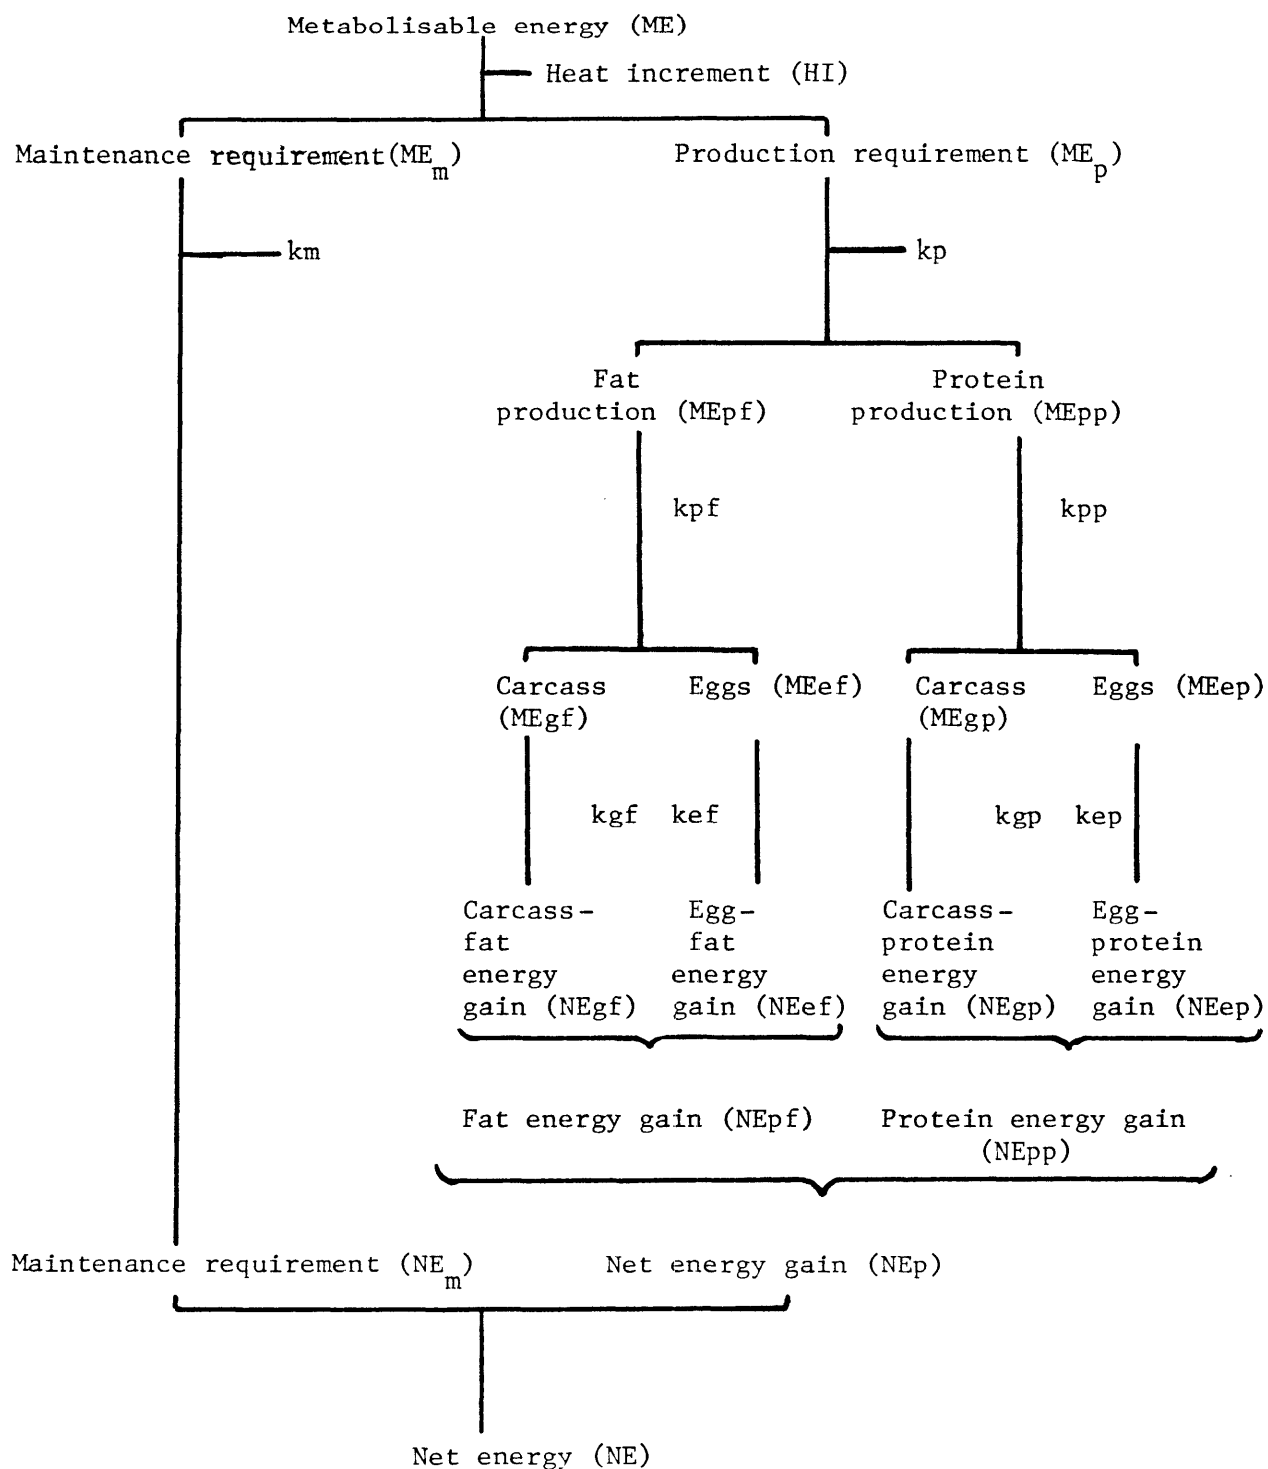 Metabolisable energy (ME)
Heat increment (HI)
Maintenance requirement(ME_m)
Production requirement (ME_p)
km
kp
Fat
production (MEpf)
Protein
production (MEpp)
kpf
kpp
Carcass
(MEgf)
Eggs (MEef)
Carcass
(MEgp)
Eggs (MEep)
kgf
kef
kgp
kep
Carcass-
fat
energy
gain (NEgf)
Egg-
fat
energy
gain (NEef)
Carcass-
protein
energy
gain (NEgp)
Egg-
protein
energy
gain (NEep)
Fat energy gain (NEpf)
Protein energy gain
(NEpp)
Maintenance requirement (NE_m)
Net energy gain (NEp)
Net energy (NE)